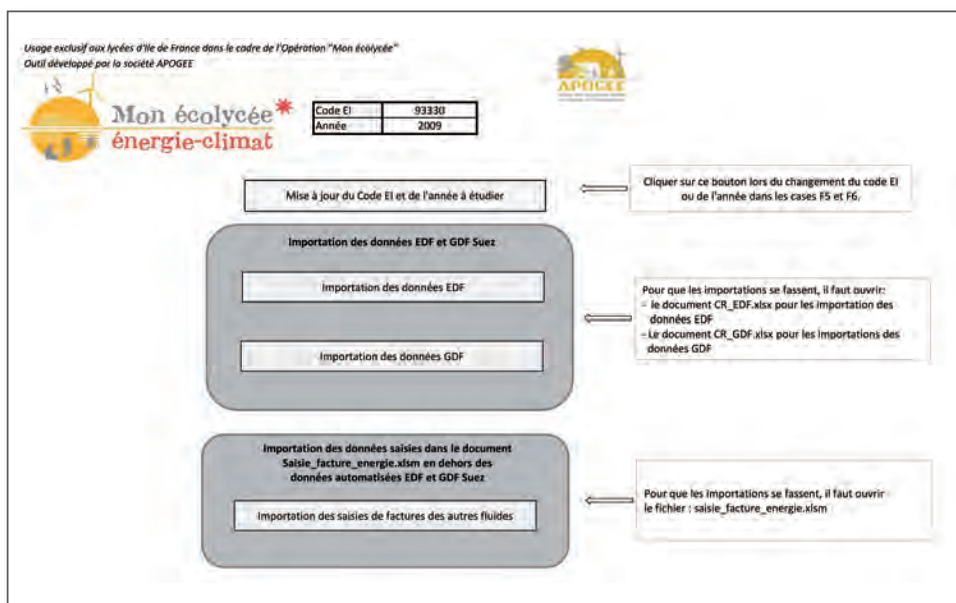 Usage exclusif aux lycées d'Ile de France dans le cadre de l'Opération "Mon écolycée"
Outil développé par la société APOGEE
APOGEE
Mon écolycée*
énergie-climat
Code EI 93330
Année 2009
Mise à jour du Code EI et de l'année à étudier
Cliquer sur ce bouton lors du changement du code EI
ou de l'année dans les cases F5 et F6.
Importation des données EDF et GDF Suez
Importation des données EDF
Importation des données GDF
Pour que les importations se fassent, il faut ouvrir:
- le document CR_EDF.xlsx pour les importation des
données EDF
- Le document CR_GDF.xlsx pour les importations des
données GDF
Importation des données saisies dans le document
Saisie_facture_energie.xlsm en dehors des
données automatisées EDF et GDF Suez
Importation des saisies de factures des autres fluides
Pour que les importations se fassent, il faut ouvrir
le fichier : saisie_facture_energie.xlsm